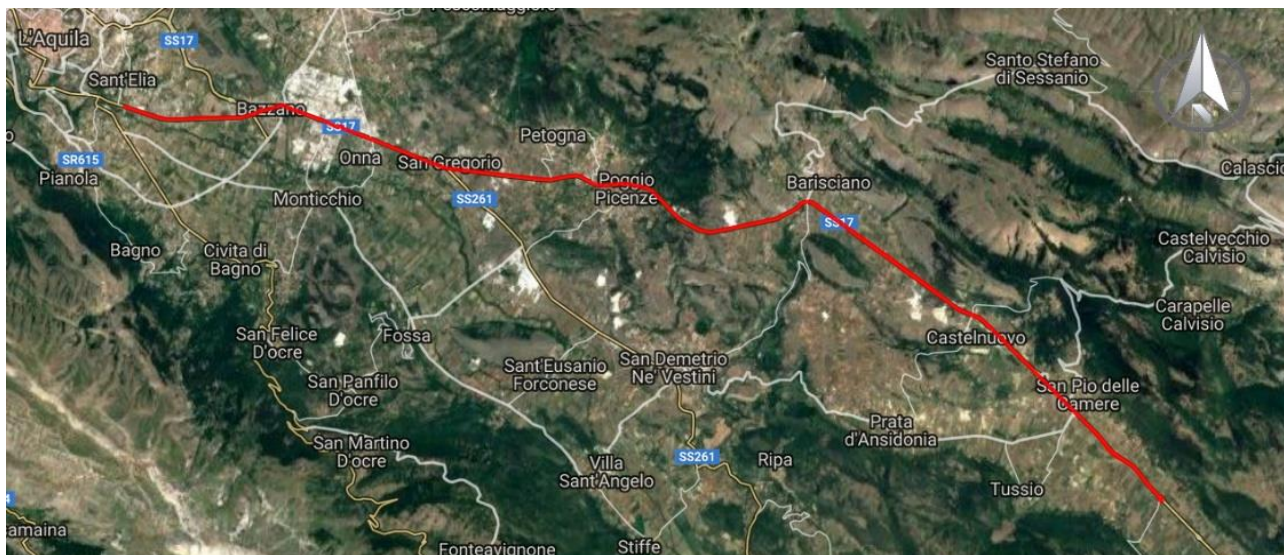 L'Aquila
SS17
Sant'Elia
Bazzano
SS17
Onna
San Gregorio
Petogna
SR615
Pianola
Monticchio
SS261
Poggio
Picenze
Barisciano
SS17
Santo Stefano
di Sessanio
Calascio
Bagno
Civita di
Bagno
Castelvecchio
Calvisio
Carapelle
Calvisio
San Felice
D'ocre
Fossa
Castelnuovo
San Panfilo
D'ocre
Sant'Eusanio
Forconese
San Demetrio
Ne' Vestini
San Pio delle
Camere
Prata
d'Ansidonia
San Martino
D'ocre
Villa
Sant'Angelo
SS261
Ripa
Tussio
4
amaina
Fonteavignone
Stiffe